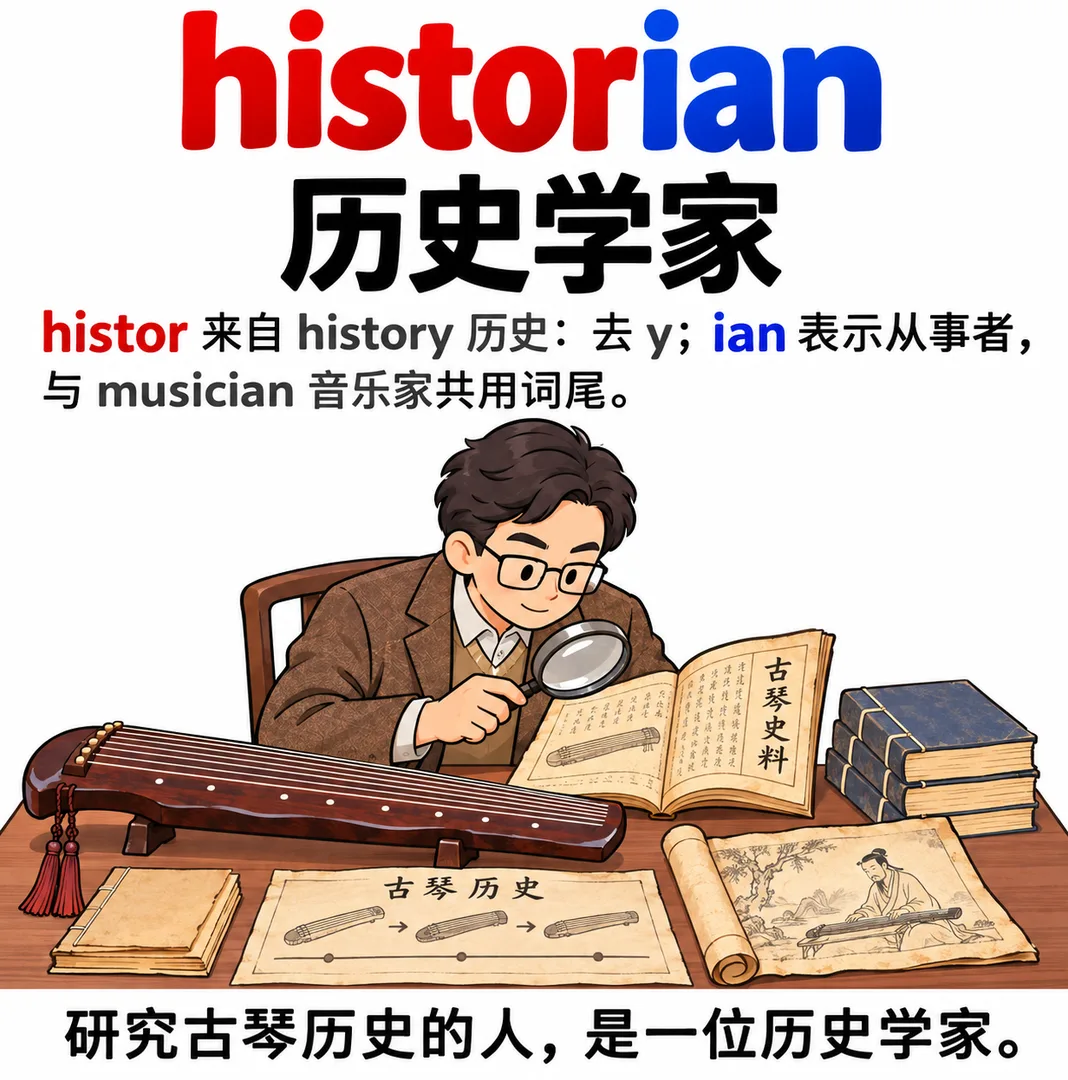 historian
历史学家
histor 来自 history 历史：去 y；ian 表示从事者，
与 musician 音乐家共用词尾。
古琴史料
古琴历史
研究古琴历史的人，是一位历史学家。